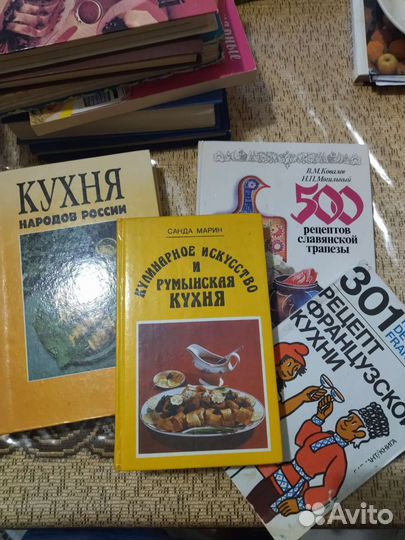 КУХНЯ
НАРОДОВ РОССИИ
САНДА МАРИН
КУЛИНАРНОЕ ИСКУССТВО
И
РУМЫНСКАЯ
КУХНЯ
В.М.Ковалев
Н.П.Могильный
500
рецептов
славянской
трапезы
301
РЕЦЕПТ
ФРАНЦУЗСКОЙ
КУХНИ
Avito